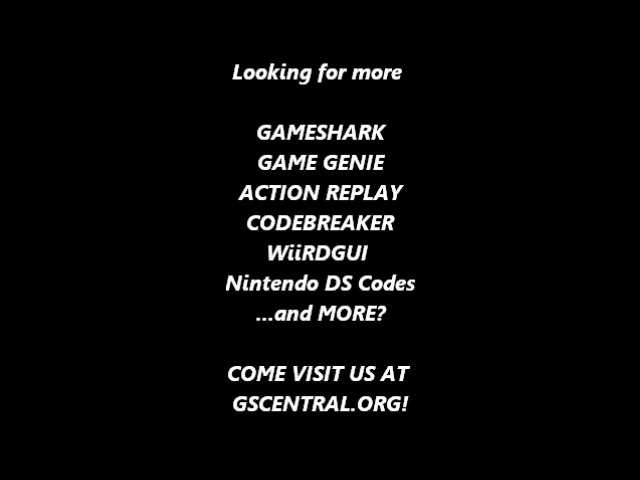 Looking for more
GAMESHARK
GAME GENIE
ACTION REPLAY
CODEBREAKER
WiiRDGUI
Nintendo DS Codes
...and MORE?
COME VISIT US AT
GSCENTRAL.ORG!